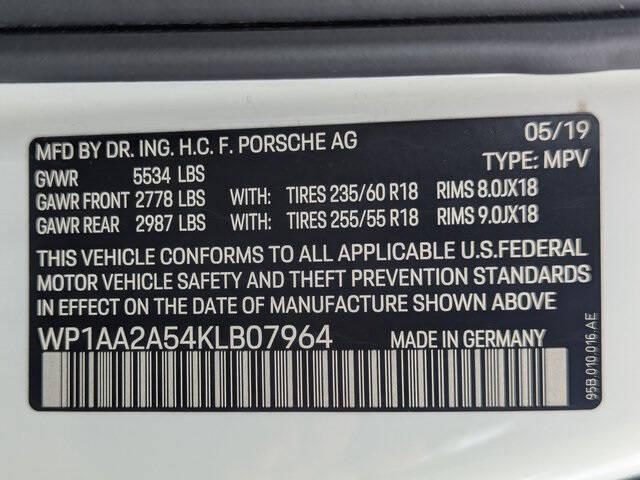 MFD BY DR. ING. H.C. F. PORSCHE AG 05/19
GVWR 5534 LBS TYPE: MPV
GAWR FRONT 2778 LBS WITH: TIRES 235/60 R18 RIMS 8.0JX18
GAWR REAR 2987 LBS WITH: TIRES 255/55 R18 RIMS 9.0JX18
THIS VEHICLE CONFORMS TO ALL APPLICABLE U.S.FEDERAL
MOTOR VEHICLE SAFETY AND THEFT PREVENTION STANDARDS
IN EFFECT ON THE DATE OF MANUFACTURE SHOWN ABOVE
WP1AA2A54KLB07964 MADE IN GERMANY
95B.010.016.AE